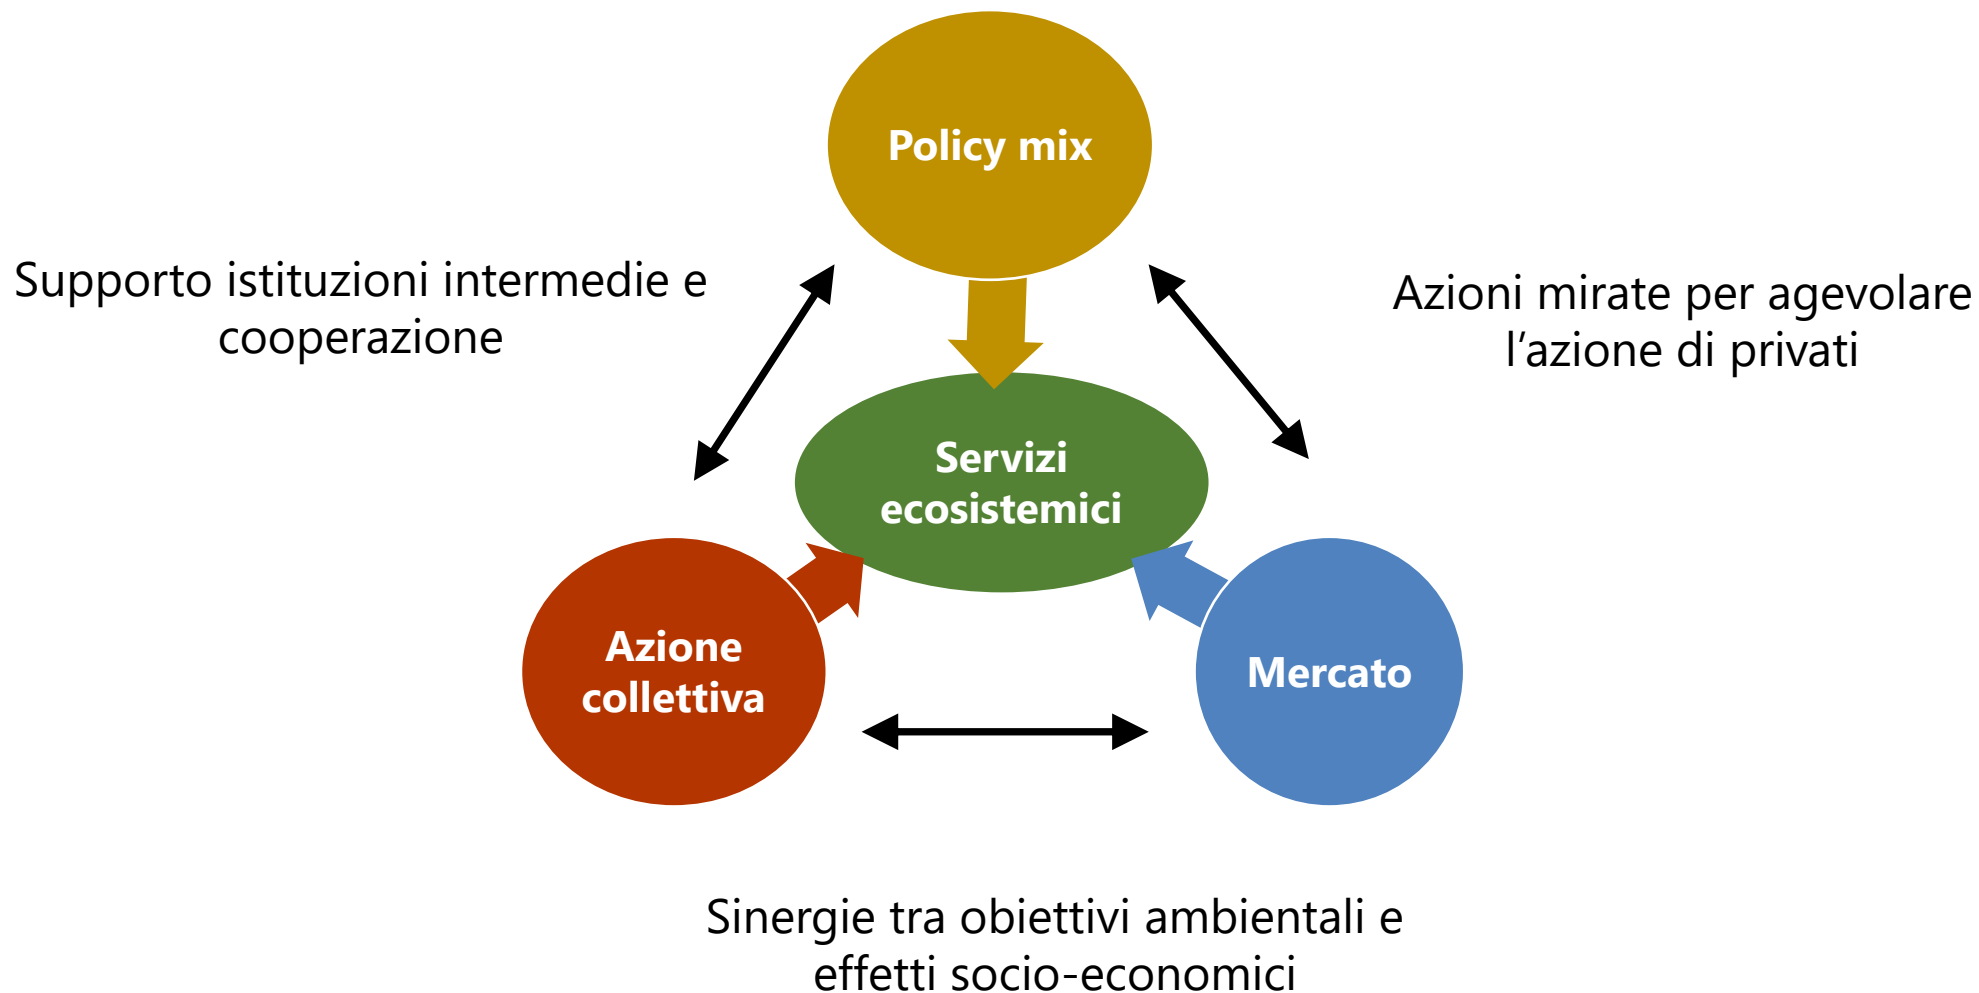 Policy mix
Supporto istituzioni intermedie e
cooperazione
Azioni mirate per agevolare
l’azione di privati
Servizi
ecosistemici
Azione
collettiva
Mercato
Sinergie tra obiettivi ambientali e
effetti socio-economici